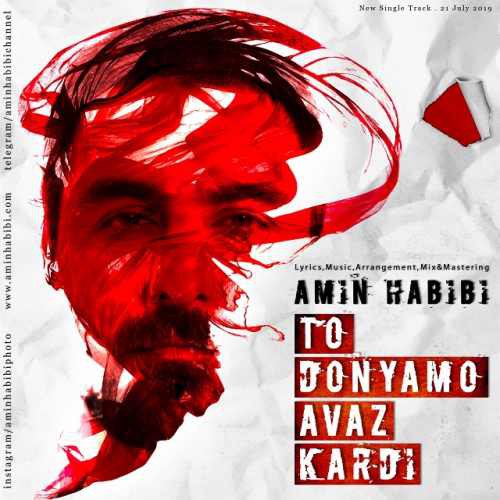 New Single Track . 21 July 2019
telegram/aminhabibichannel
www.aminhabibi.com
instagram/aminhabibiphoto
Lyrics,Music,Arrangement,Mix&Mastering
AMIN HABIBI
TO
DONYAMO
AVAZ
KARDI